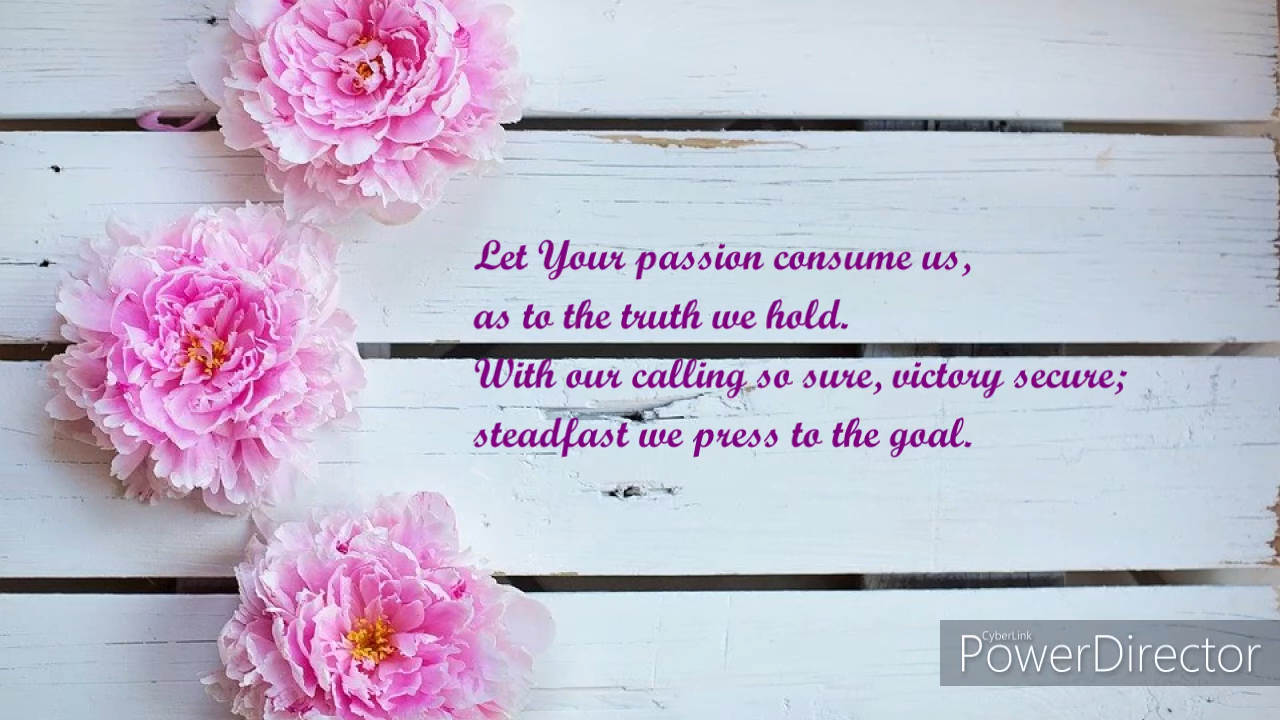 Let Your passion consume us,
as to the truth we hold.
With our calling so sure, victory secure;
steadfast we press to the goal.
CyberLink
PowerDirector